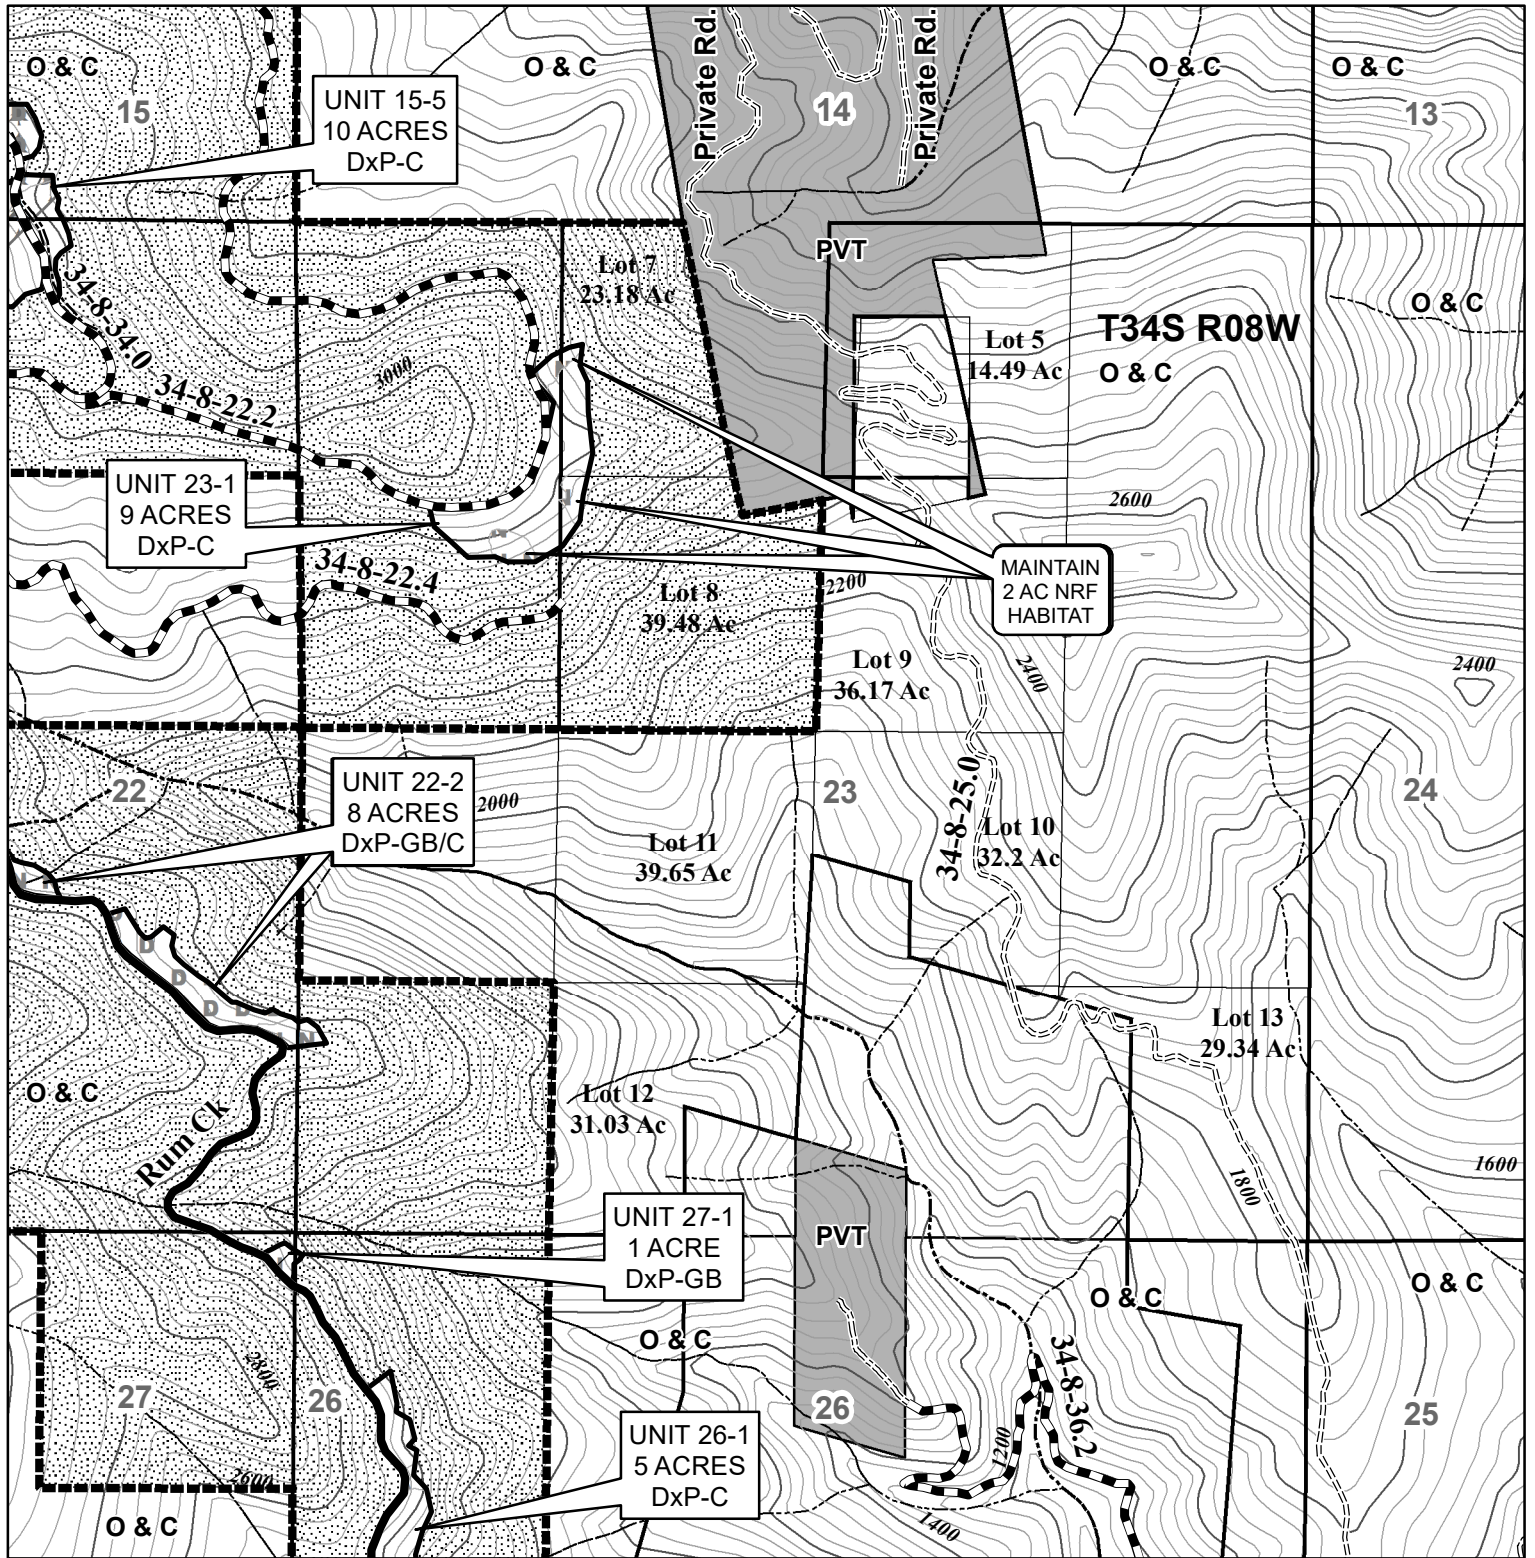 O & C
O & C
O & C
O & C
15
Private Rd.
14
Private Rd.
13
UNIT 15-5
10 ACRES
DxP-C
PVT
Lot 7
23.18 Ac
34-8-34.0
O & C
T34S R08W
Lot 5
14.49 Ac
O & C
3000
34-8-22.2
UNIT 23-1
9 ACRES
DxP-C
2600
34-8-22.4
MAINTAIN
2 AC NRF
HABITAT
2200
Lot 8
39.48 Ac
Lot 9
36.17 Ac
2400
2400
22
UNIT 22-2
8 ACRES
DxP-GB/C
2000
23
24
34-8-25.0
Lot 11
39.65 Ac
Lot 10
32.2 Ac
D
D
D
D
N
Lot 13
29.34 Ac
O & C
Lot 12
31.03 Ac
Rum Ck
1600
1800
UNIT 27-1
1 ACRE
DxP-GB
PVT
O & C
O & C
O & C
2800
34-8-36.2
27
26
26
25
UNIT 26-1
5 ACRES
DxP-C
1200
2600
1400
O & C